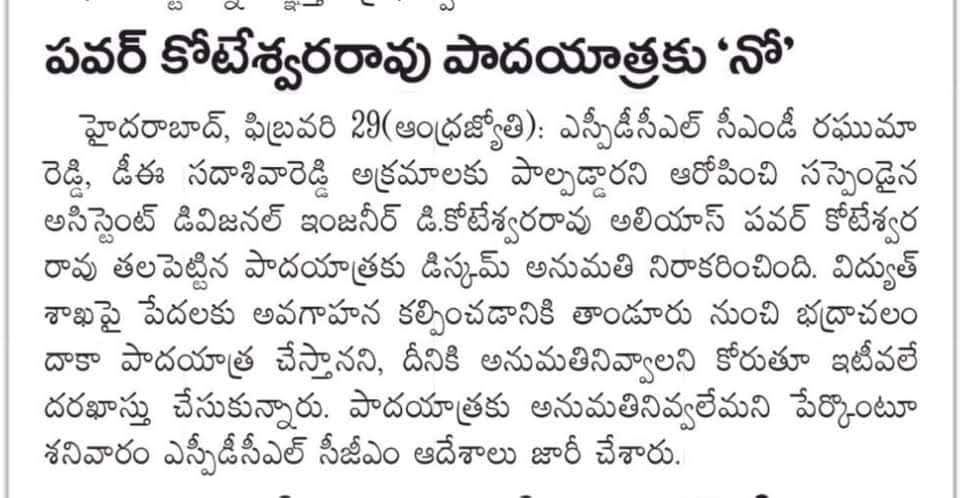 పవర్ కోటేశ్వరరావు పాదయాత్రకు ‘నో’
హైదరాబాద్, ఫిబ్రవరి 29(ఆంధ్రజ్యోతి): ఎస్పీడీసీఎల్ సీఎండీ రఘుమా
రెడ్డి, డీఈ సదాశివారెడ్డి అక్రమాలకు పాల్పడ్డారని ఆరోపించి సస్పెండైన
అసిస్టెంట్ డివిజనల్ ఇంజనీర్ డి.కోటేశ్వరరావు అలియాస్ పవర్ కోటేశ్వర
రావు తలపెట్టిన పాదయాత్రకు డిస్కమ్ అనుమతి నిరాకరించింది. విద్యుత్
శాఖపై పేదలకు అవగాహన కల్పించడానికి తాండూరు నుంచి భద్రాచలం
దాకా పాదయాత్ర చేస్తానని, దీనికి అనుమతినివ్వాలని కోరుతూ ఇటీవలే
దరఖాస్తు చేసుకున్నారు. పాదయాత్రకు అనుమతినివ్వలేమని పేర్కొంటూ
శనివారం ఎస్పీడీసీఎల్ సీజీఎం ఆదేశాలు జారీ చేశారు.